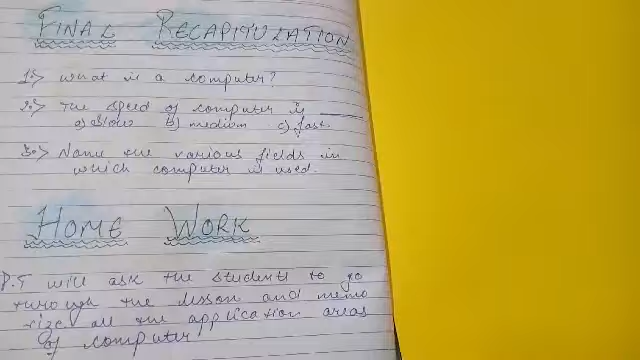 FINAL RECAPITULATION
1:> What is a computer?
2:> The speed of computer is ______
a) slow b) medium c) fast.
3:> Name the various fields in
which computer is used.
HOME WORK
P.T will ask the students to go
through the lesson and memo
rize all the application areas
of computer.